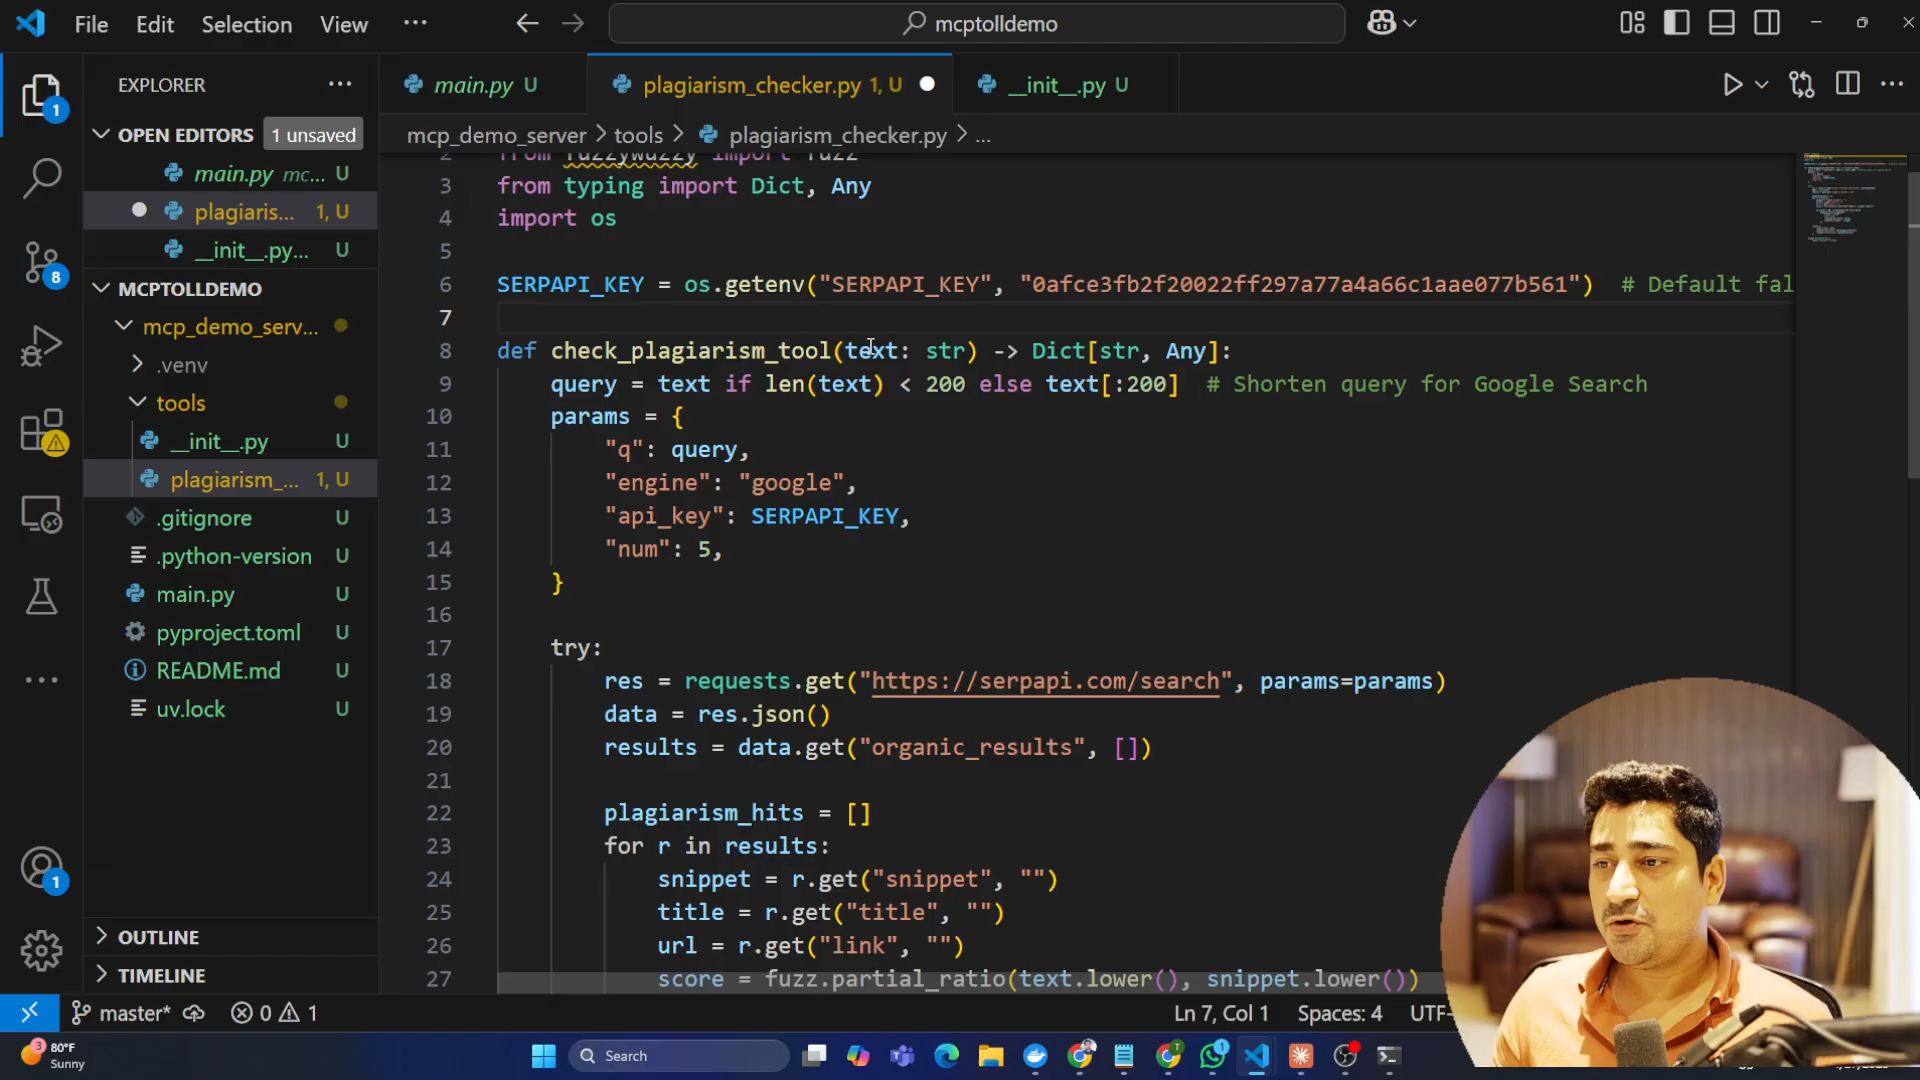 File Edit Selection View ... mcptolldemo
EXPLORER ...
main.py U plagiarism_checker.py 1, U __init__.py U
OPEN EDITORS 1 unsaved
main.py mc... U
plagiaris... 1, U
__init__.py... U
MCPTOLLDEMO
mcp_demo_serv...
.venv
tools
__init__.py U
plagiarism_... 1, U
.gitignore U
.python-version U
main.py U
pyproject.toml U
README.md U
uv.lock U
OUTLINE
TIMELINE
1
8
1
mcp_demo_server > tools > plagiarism_checker.py > ...
2 from fuzzywuzzy import fuzz
3 from typing import Dict, Any
4 import os
5
6 SERPAPI_KEY = os.getenv("SERPAPI_KEY", "0afce3fb2f20022ff297a77a4a66c1aae077b561") # Default fal
7
8 def check_plagiarism_tool(text: str) -> Dict[str, Any]:
9 query = text if len(text) < 200 else text[:200] # Shorten query for Google Search
10 params = {
11 "q": query,
12 "engine": "google",
13 "api_key": SERPAPI_KEY,
14 "num": 5,
15 }
16
17 try:
18 res = requests.get("https://serpapi.com/search", params=params)
19 data = res.json()
20 results = data.get("organic_results", [])
21
22 plagiarism_hits = []
23 for r in results:
24 snippet = r.get("snippet", "")
25 title = r.get("title", "")
26 url = r.get("link", "")
27 score = fuzz.partial_ratio(text.lower(), snippet.lower())
master* 0 1 Ln 7, Col 1 Spaces: 4 UTF-
3 80°F
Sunny
Search